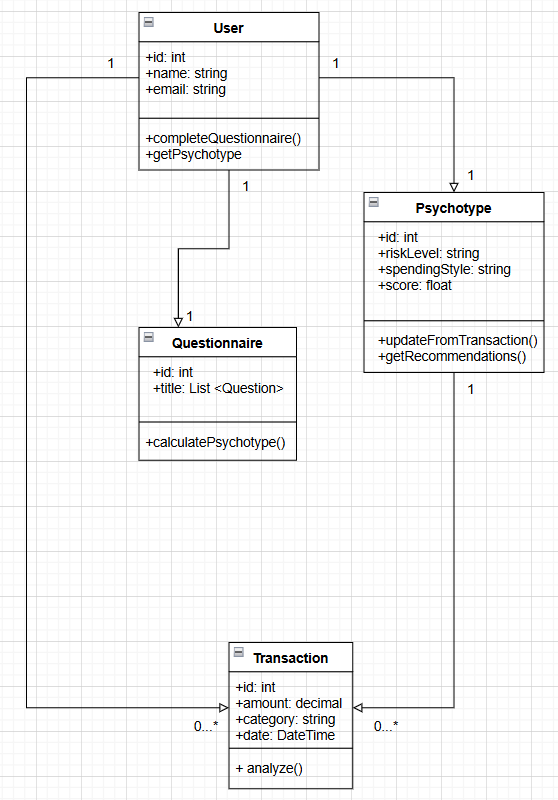 User
+id: int
+name: string
+email: string
+completeQuestionnaire()
+getPsychotype
1
1
1
1
Psychotype
+id: int
+riskLevel: string
+spendingStyle: string
+score: float
+updateFromTransaction()
+getRecommendations()
1
1
Questionnaire
+id: int
+title: List <Question>
+calculatePsychotype()
Transaction
+id: int
+amount: decimal
+category: string
+date: DateTime
+ analyze()
0...*
0...*